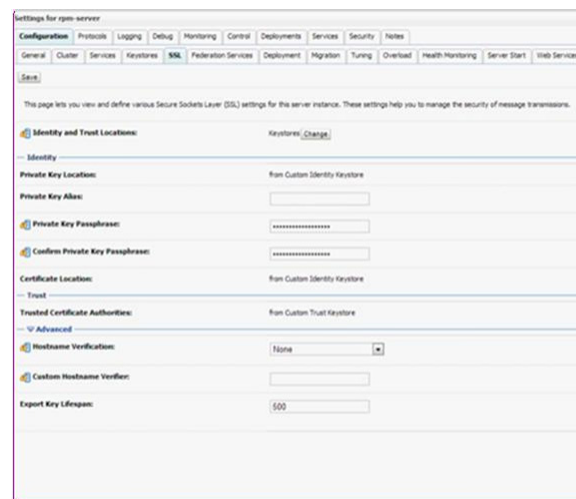 Settings for rpm-server
Configuration Protocols Logging Debug Monitoring Control Deployments Services Security Notes
General Cluster Services Keystores SSL Federation Services Deployment Migration Tuning Overload Health Monitoring Server Start Web Services
Save
This page lets you view and define various Secure Sockets Layer (SSL) settings for this server instance. These settings help you to manage the security of message transmissions.
Identity and Trust Locations: Keystores Change
Identity
Private Key Location: from Custom Identity Keystore
Private Key Alias:
Private Key Passphrase: ••••••••••••••••••
Confirm Private Key Passphrase: ••••••••••••••••••
Certificate Location: from Custom Identity Keystore
Trust
Trusted Certificate Authorities: from Custom Trust Keystore
Advanced
Hostname Verification: None
Custom Hostname Verifier:
Export Key Lifespan: 500